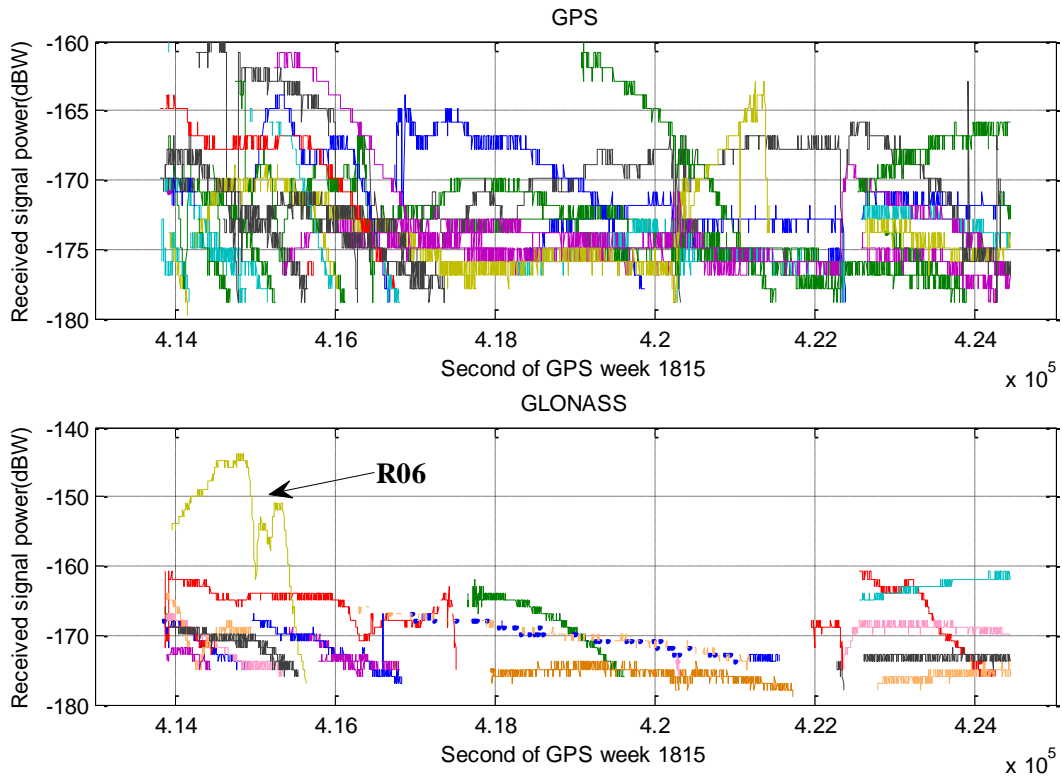 GPS
Received signal power(dBW)
-160
-165
-170
-175
-180
4.14 4.16 4.18 4.2 4.22 4.24
Second of GPS week 1815
x 10^5
GLONASS
Received signal power(dBW)
-140
-150
-160
-170
-180
R06
4.14 4.16 4.18 4.2 4.22 4.24
Second of GPS week 1815
x 10^5